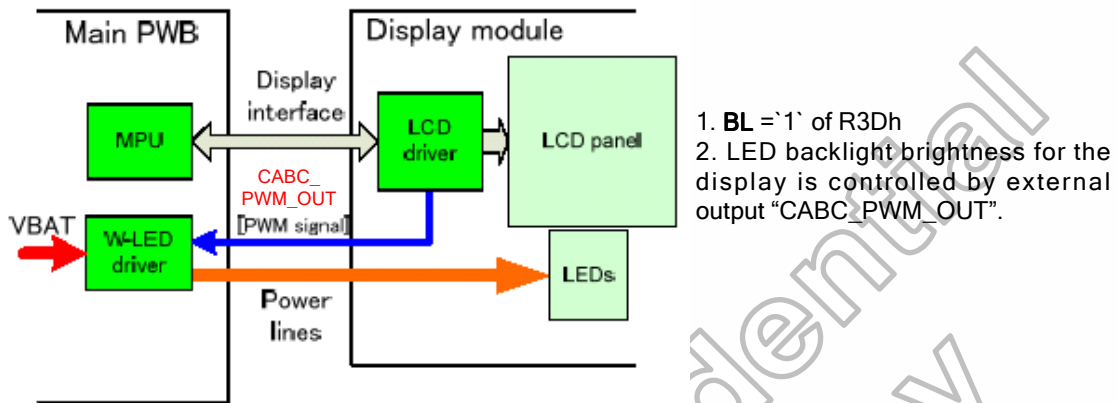 Main PWB
Display module
Display
interface
MPU
LCD
driver
LCD panel
CABC_
PWM_OUT
[PWM signal]
VBAT
W-LED
driver
LEDs
Power
lines
1. BL =`1` of R3Dh
2. LED backlight brightness for the
display is controlled by external
output “CABC_PWM_OUT”.